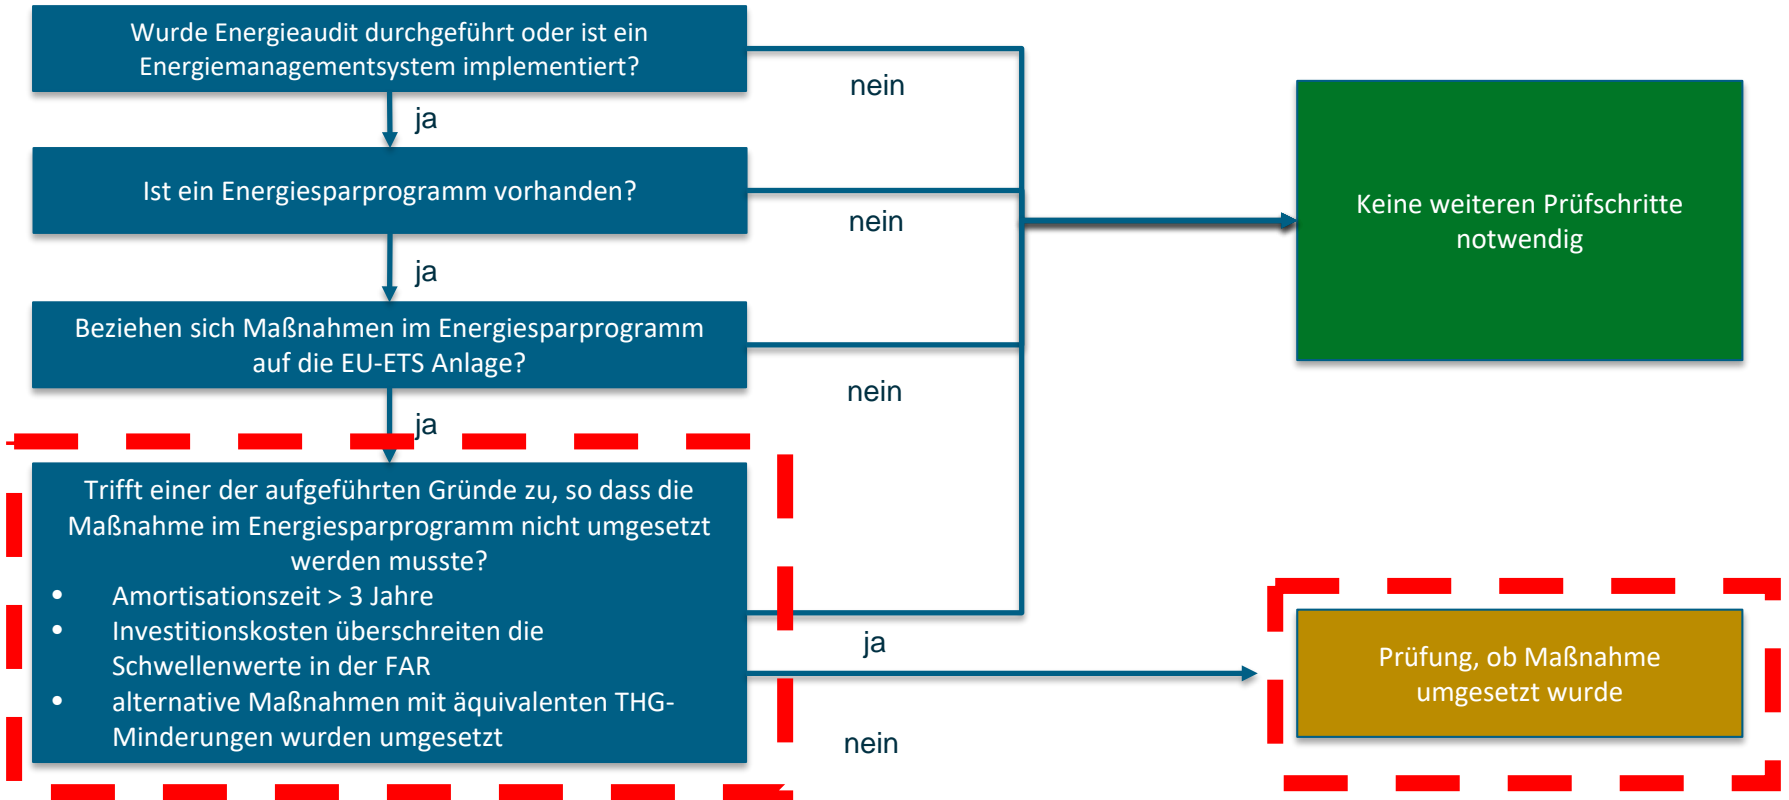 Wurde Energieaudit durchgeführt oder ist ein
Energiemanagementsystem implementiert?
nein
ja
Ist ein Energiesparprogramm vorhanden?
nein
ja
Beziehen sich Maßnahmen im Energiesparprogramm
auf die EU-ETS Anlage?
nein
ja
Trifft einer der aufgeführten Gründe zu, so dass die
Maßnahme im Energiesparprogramm nicht umgesetzt
werden musste?
• Amortisationszeit > 3 Jahre
• Investitionskosten überschreiten die
Schwellenwerte in der FAR
• alternative Maßnahmen mit äquivalenten THG-
Minderungen wurden umgesetzt
ja
nein
Keine weiteren Prüfschritte
notwendig
Prüfung, ob Maßnahme
umgesetzt wurde